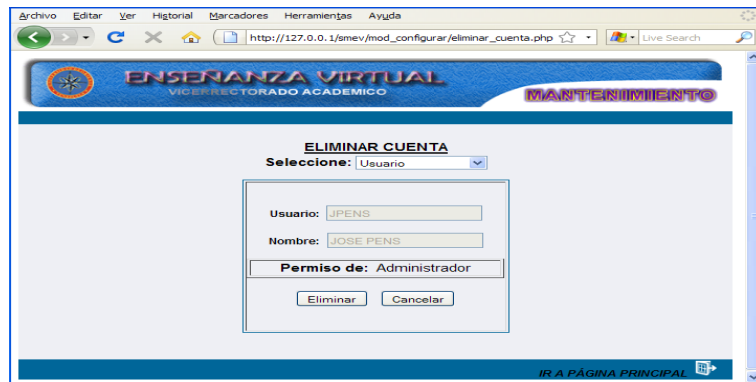 Archivo Editar Ver Historial Marcadores Herramientas Ayuda
http://127.0.0.1/smev/mod_configurar/eliminar_cuenta.php Live Search
ENSEÑANZA VIRTUAL
VICERRECTORADO ACADEMICO
MANTENIMIENTO
ELIMINAR CUENTA
Seleccione: Usuario
Usuario: JPENS
Nombre: JOSE PENS
Permiso de: Administrador
Eliminar Cancelar
IR A PÁGINA PRINCIPAL